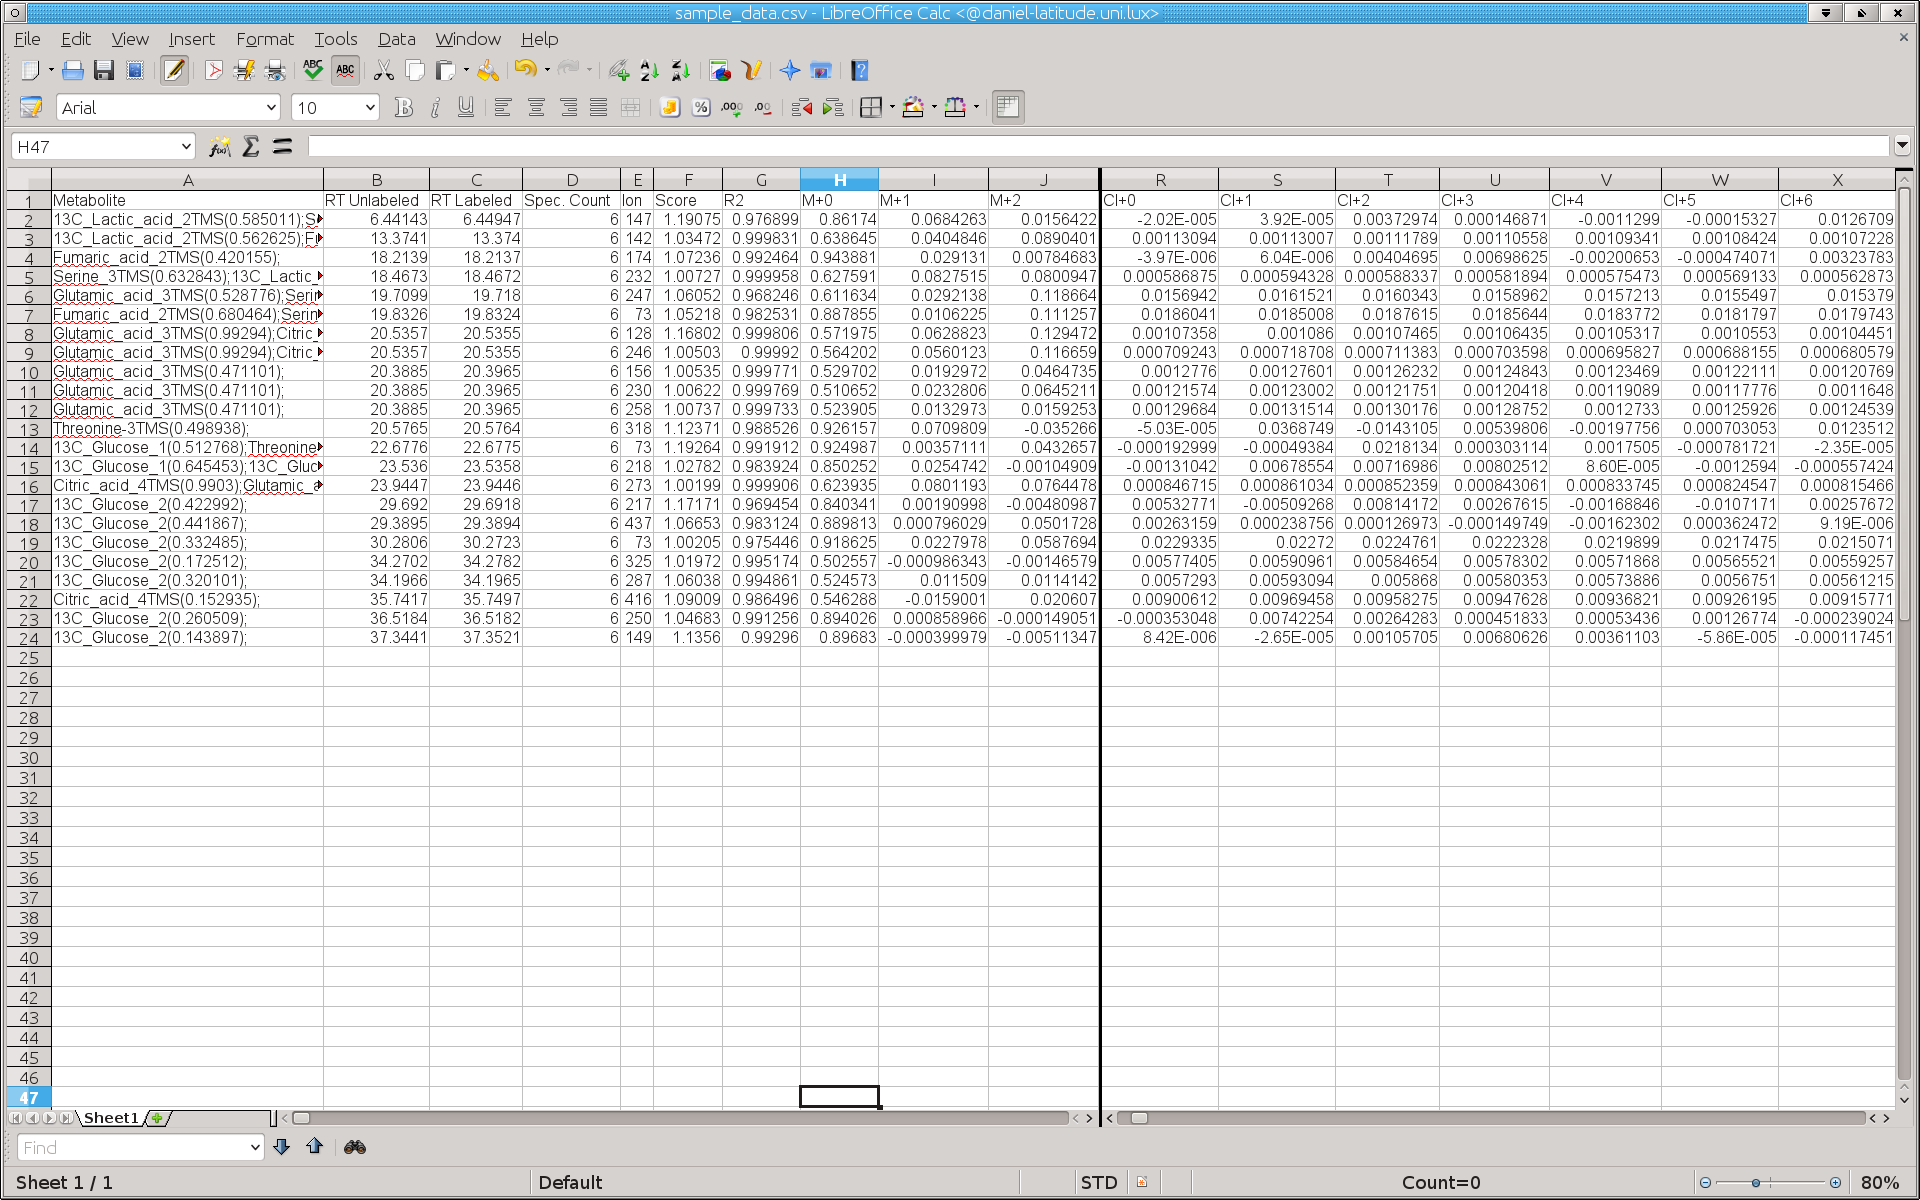 sample_data.csv - LibreOffice Calc <@daniel-latitude.uni.lux>
File Edit View Insert Format Tools Data Window Help
Arial 10
H47
A B C D E F G H I J R S T U V W X
1 Metabolite RT Unlabeled RT Labeled Spec. Count Ion Score R2 M+0 M+1 M+2 CI+0 CI+1 CI+2 CI+3 CI+4 CI+5 CI+6
2 13C_Lactic_acid_2TMS(0.585011);S 6.44143 6.44947 6 147 1.19075 0.976899 0.86174 0.0684263 0.0156422 -2.02E-005 3.92E-005 0.00372974 0.000146871 -0.0011299 -0.00015327 0.0126709
3 13C_Lactic_acid_2TMS(0.562625);F 13.3741 13.374 6 142 1.03472 0.999831 0.638645 0.0404846 0.0890401 0.00113094 0.00113007 0.00111789 0.00110558 0.00109341 0.00108424 0.00107228
4 Fumaric_acid_2TMS(0.420155); 18.2139 18.2137 6 174 1.07236 0.992464 0.943881 0.029131 0.00784683 -3.97E-006 6.04E-006 0.00404695 0.00698625 -0.00200653 -0.000474071 0.00323783
5 Serine_3TMS(0.632843);13C_Lactic_ 18.4673 18.4672 6 232 1.00727 0.999958 0.627591 0.0827515 0.0800947 0.000586875 0.000594328 0.000588337 0.000581894 0.000575473 0.000569133 0.000562873
6 Glutamic_acid_3TMS(0.528776);Serin 19.7099 19.718 6 247 1.06052 0.968246 0.611634 0.0292138 0.118664 0.0156942 0.0161521 0.0160343 0.0158962 0.0157213 0.0155497 0.015379
7 Fumaric_acid_2TMS(0.680464);Serin 19.8326 19.8324 6 73 1.05218 0.982531 0.887855 0.0106225 0.111257 0.0186041 0.0185008 0.0187615 0.0185644 0.0183772 0.0181797 0.0179743
8 Glutamic_acid_3TMS(0.99294);Citric_ 20.5357 20.5355 6 128 1.16802 0.999806 0.571975 0.0628823 0.129472 0.00107358 0.001086 0.00107465 0.00106435 0.00105317 0.0010553 0.00104451
9 Glutamic_acid_3TMS(0.99294);Citric_ 20.5357 20.5355 6 246 1.00503 0.99992 0.564202 0.0560123 0.116659 0.000709243 0.000718708 0.000711383 0.000703598 0.000695827 0.000688155 0.000680579
10 Glutamic_acid_3TMS(0.471101); 20.3885 20.3965 6 156 1.00535 0.999771 0.529702 0.0192972 0.0464735 0.0012776 0.00127601 0.00126232 0.00124843 0.00123469 0.00122111 0.00120769
11 Glutamic_acid_3TMS(0.471101); 20.3885 20.3965 6 230 1.00622 0.999769 0.510652 0.0232806 0.0645211 0.00121574 0.00123002 0.00121751 0.00120418 0.00119089 0.00117776 0.0011648
12 Glutamic_acid_3TMS(0.471101); 20.3885 20.3965 6 258 1.00737 0.999733 0.523905 0.0132973 0.0159253 0.00129684 0.00131514 0.00130176 0.00128752 0.0012733 0.00125926 0.00124539
13 Threonine-3TMS(0.498938); 20.5765 20.5764 6 318 1.12371 0.988526 0.926157 0.0709809 -0.035266 -5.03E-005 0.0368749 -0.0143105 0.00539806 -0.00197756 0.000703053 0.0123512
14 13C_Glucose_1(0.512768);Threonine 22.6776 22.6775 6 73 1.19264 0.991912 0.924987 0.00357111 0.0432657 -0.000192999 -0.00049384 0.0218134 0.000303114 0.0017505 -0.000781721 -2.35E-005
15 13C_Glucose_1(0.645453);13C_Gluc 23.536 23.5358 6 218 1.02782 0.983924 0.850252 0.0254742 -0.00104909 -0.00131042 0.00678554 0.00716986 0.00802512 8.60E-005 -0.0012594 -0.000557424
16 Citric_acid_4TMS(0.9903);Glutamic_a 23.9447 23.9446 6 273 1.00199 0.999906 0.623935 0.0801193 0.0764478 0.000846715 0.000861034 0.000852359 0.000843061 0.000833745 0.000824547 0.000815466
17 13C_Glucose_2(0.422992); 29.692 29.6918 6 217 1.17171 0.969454 0.840341 0.00190998 -0.00480987 0.00532771 -0.00509268 0.00814172 0.00267615 -0.00168846 -0.0107171 0.00257672
18 13C_Glucose_2(0.441867); 29.3895 29.3894 6 437 1.06653 0.983124 0.889813 0.000796029 0.0501728 0.00263159 0.000238756 0.000126973 -0.000149749 -0.00162302 0.000362472 9.19E-006
19 13C_Glucose_2(0.332485); 30.2806 30.2723 6 73 1.00205 0.975446 0.918625 0.0227978 0.0587694 0.0229335 0.02272 0.0224761 0.0222328 0.0219899 0.0217475 0.0215071
20 13C_Glucose_2(0.172512); 34.2702 34.2782 6 325 1.01972 0.995174 0.502557 -0.000986343 -0.00146579 0.00577405 0.00590961 0.00584654 0.00578302 0.00571868 0.00565521 0.00559257
21 13C_Glucose_2(0.320101); 34.1966 34.1965 6 287 1.06038 0.994861 0.524573 0.011509 0.0114142 0.0057293 0.00593094 0.005868 0.00580353 0.00573886 0.0056751 0.00561215
22 Citric_acid_4TMS(0.152935); 35.7417 35.7497 6 416 1.09009 0.986496 0.546288 -0.0159001 0.020607 0.00900612 0.00969458 0.00958275 0.00947628 0.00936821 0.00926195 0.00915771
23 13C_Glucose_2(0.260509); 36.5184 36.5182 6 250 1.04683 0.991256 0.894026 0.000858966 -0.000149051 -0.000353048 0.00742254 0.00264283 0.000451833 0.00053436 0.00126774 -0.000239024
24 13C_Glucose_2(0.143897); 37.3441 37.3521 6 149 1.1356 0.99296 0.89683 -0.000399979 -0.00511347 8.42E-006 -2.65E-005 0.00105705 0.00680626 0.00361103 -5.86E-005 -0.000117451
25
26
27
28
29
30
31
32
33
34
35
36
37
38
39
40
41
42
43
44
45
46
47
Sheet1
Find
Sheet 1 / 1 Default STD Count=0 80%